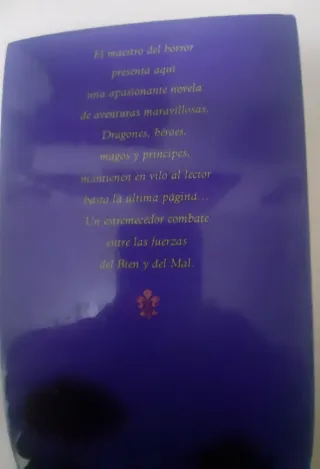 El maestro del horror
presenta aquí
una apasionante novela
de aventuras maravillosas.
Dragones, héroes,
magos y príncipes,
mantienen en vilo al lector
hasta la última página...
Un estremecedor combate
entre las fuerzas
del Bien y del Mal.